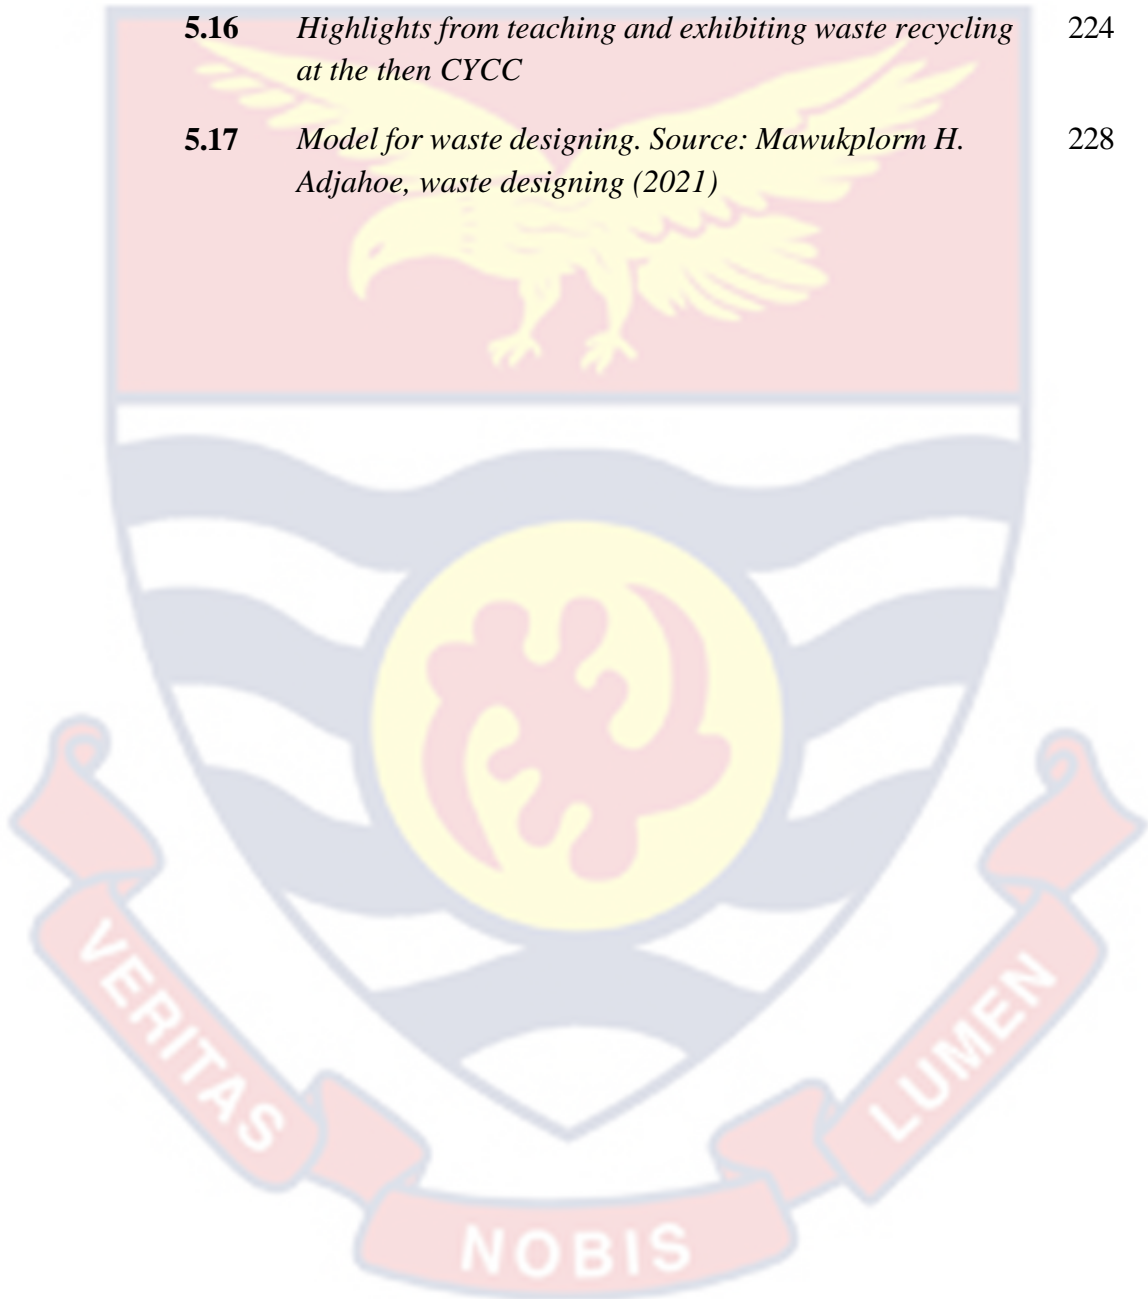 5.16 Highlights from teaching and exhibiting waste recycling 224
at the then CYCC
5.17 Model for waste designing. Source: Mawukplorm H. 228
Adjahoe, waste designing (2021)
VERITAS
NOBIS
LUMEN